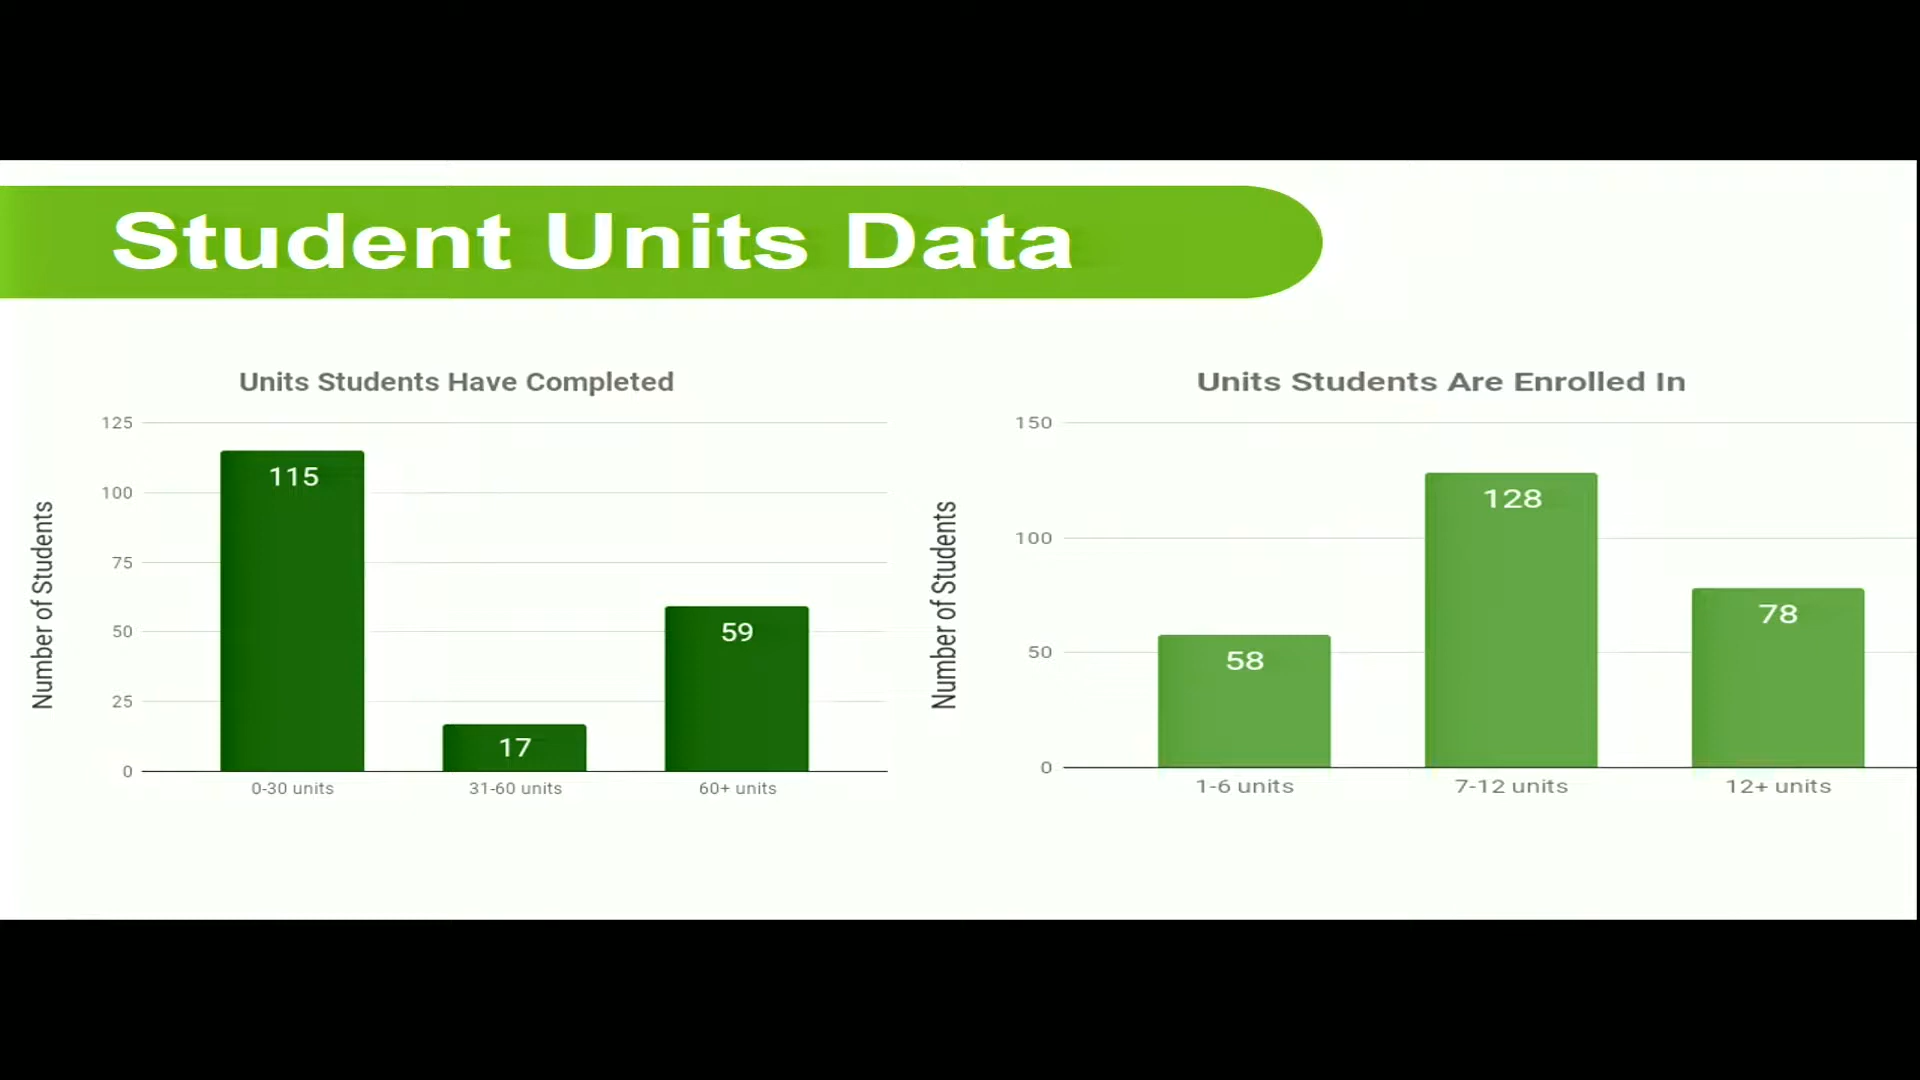 Student Units Data
Units Students Have Completed
Number of Students
125
100
75
50
25
0
115
17
59
0-30 units
31-60 units
60+ units
Units Students Are Enrolled In
Number of Students
150
100
50
0
58
128
78
1-6 units
7-12 units
12+ units